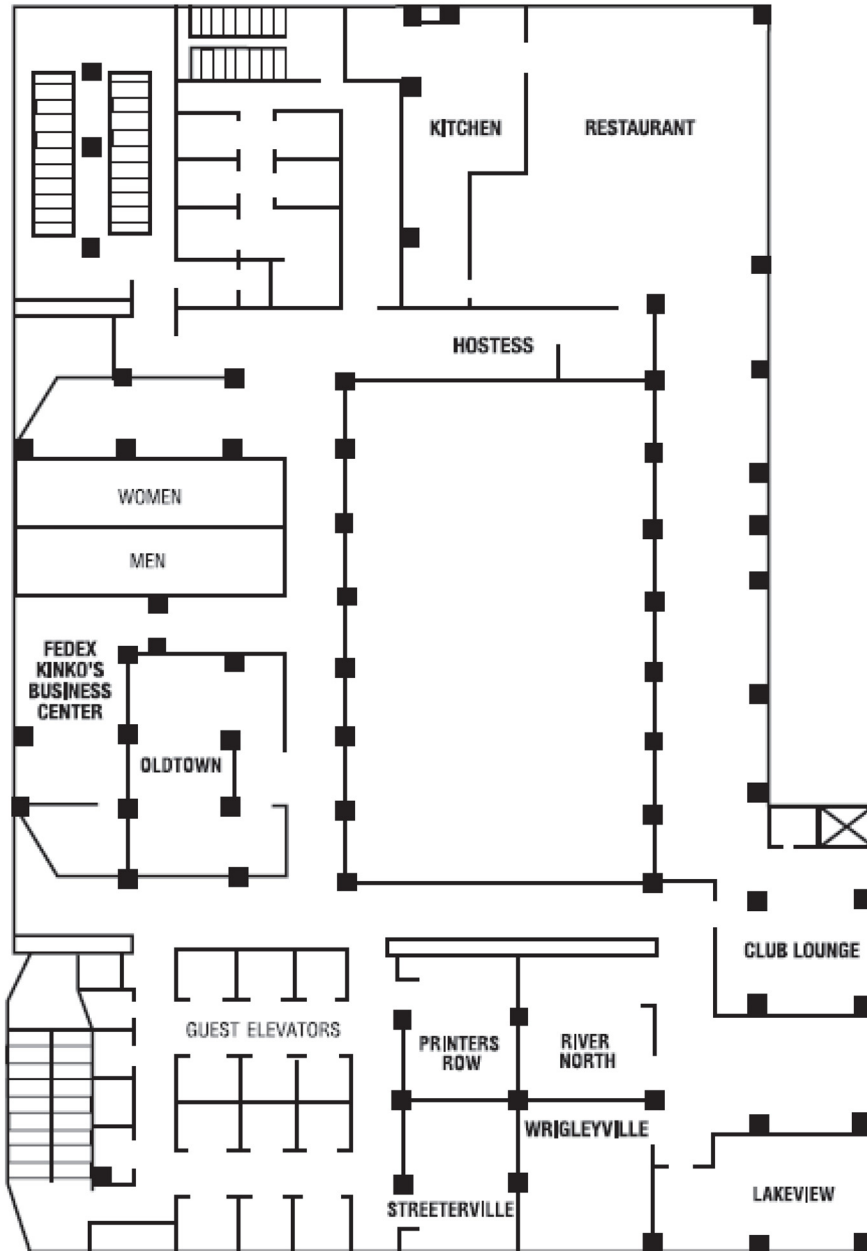 KITCHEN
RESTAURANT
HOSTESS
WOMEN
MEN
FEDEX
KINKO'S
BUSINESS
CENTER
OLDTOWN
CLUB LOUNGE
GUEST ELEVATORS
PRINTERS
ROW
RIVER
NORTH
WRIGLEYVILLE
STREETERVILLE
LAKEVIEW